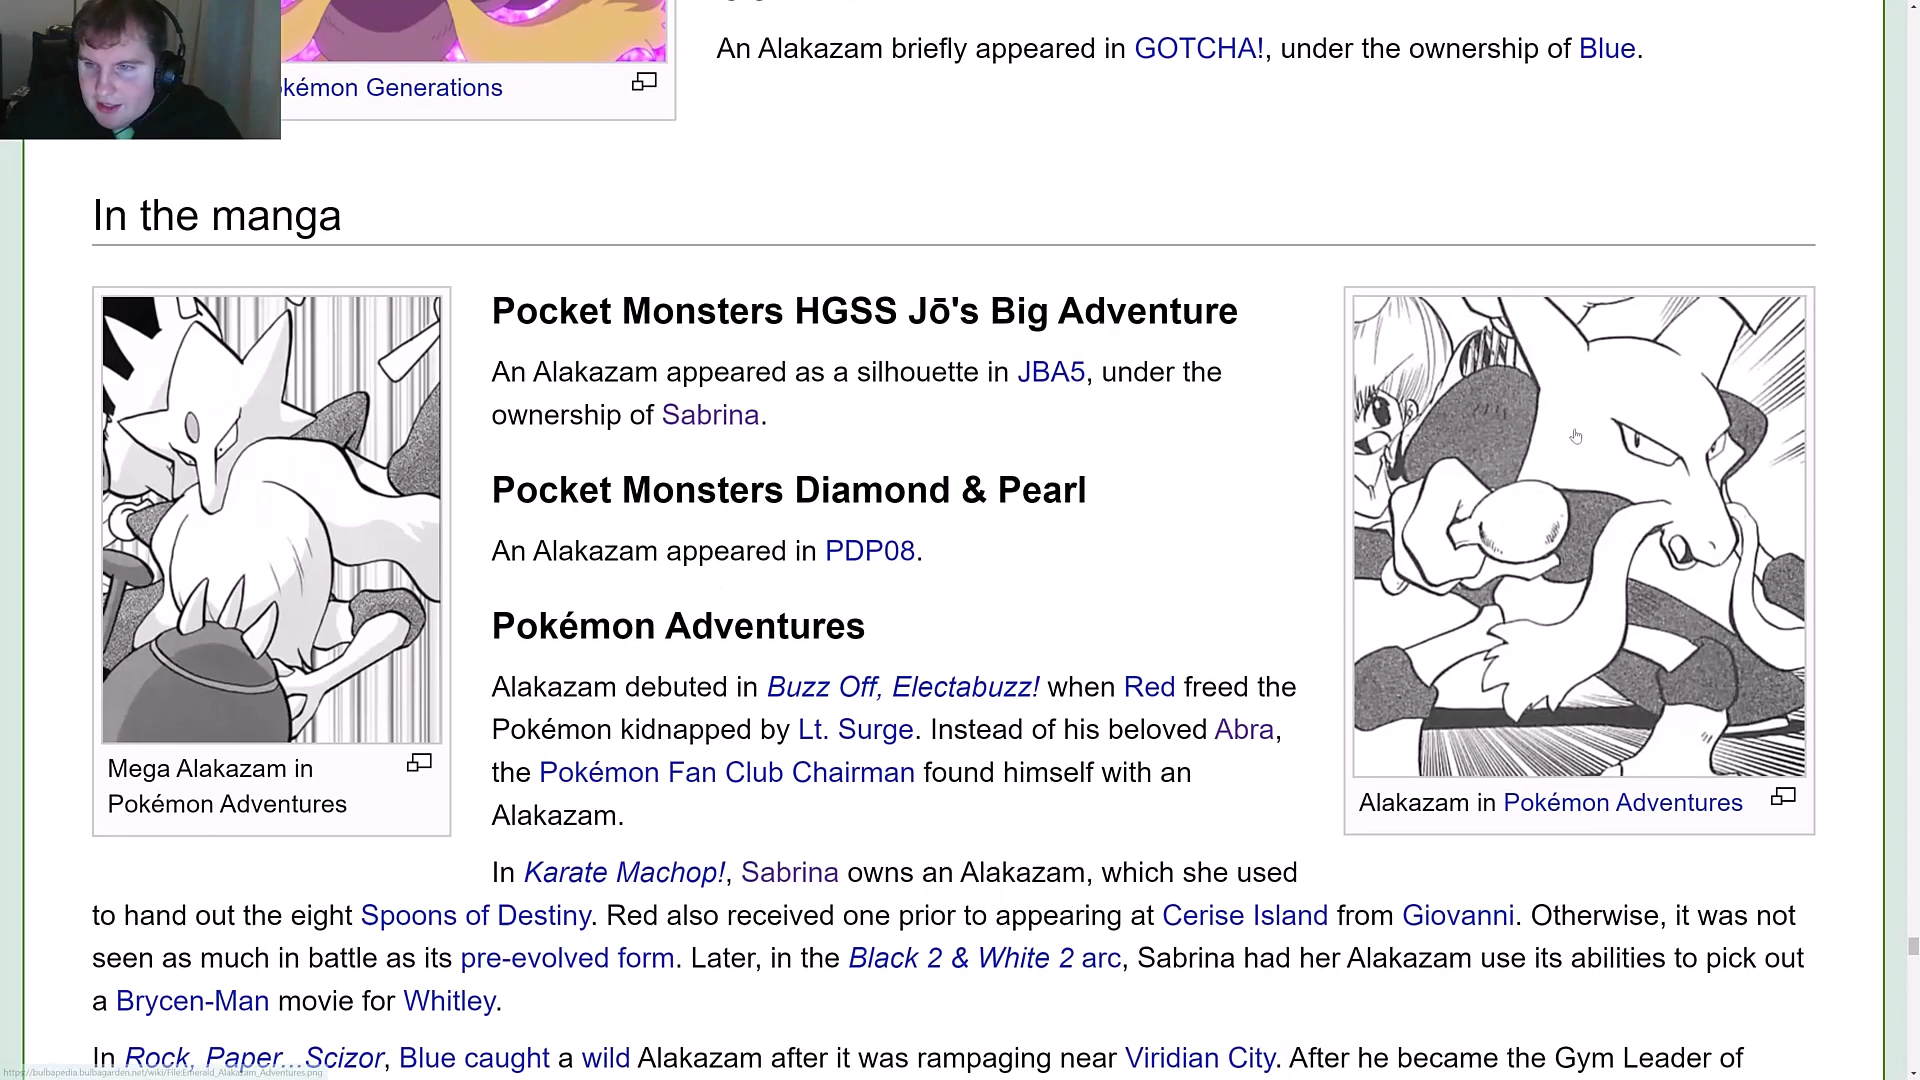 An Alakazam briefly appeared in GOTCHA!, under the ownership of Blue.
okémon Generations
In the manga
Pocket Monsters HGSS Jō's Big Adventure
An Alakazam appeared as a silhouette in JBA5, under the
ownership of Sabrina.
Pocket Monsters Diamond & Pearl
An Alakazam appeared in PDP08.
Pokémon Adventures
Alakazam debuted in Buzz Off, Electabuzz! when Red freed the
Pokémon kidnapped by Lt. Surge. Instead of his beloved Abra,
the Pokémon Fan Club Chairman found himself with an
Alakazam.
Mega Alakazam in
Pokémon Adventures
Alakazam in Pokémon Adventures
In Karate Machop!, Sabrina owns an Alakazam, which she used
to hand out the eight Spoons of Destiny. Red also received one prior to appearing at Cerise Island from Giovanni. Otherwise, it was not
seen as much in battle as its pre-evolved form. Later, in the Black 2 & White 2 arc, Sabrina had her Alakazam use its abilities to pick out
a Brycen-Man movie for Whitley.
In Rock, Paper...Scizor, Blue caught a wild Alakazam after it was rampaging near Viridian City. After he became the Gym Leader of
https://bulbapedia.bulbagarden.net/wiki/File:Emerald_Alakazam_Adventures.png